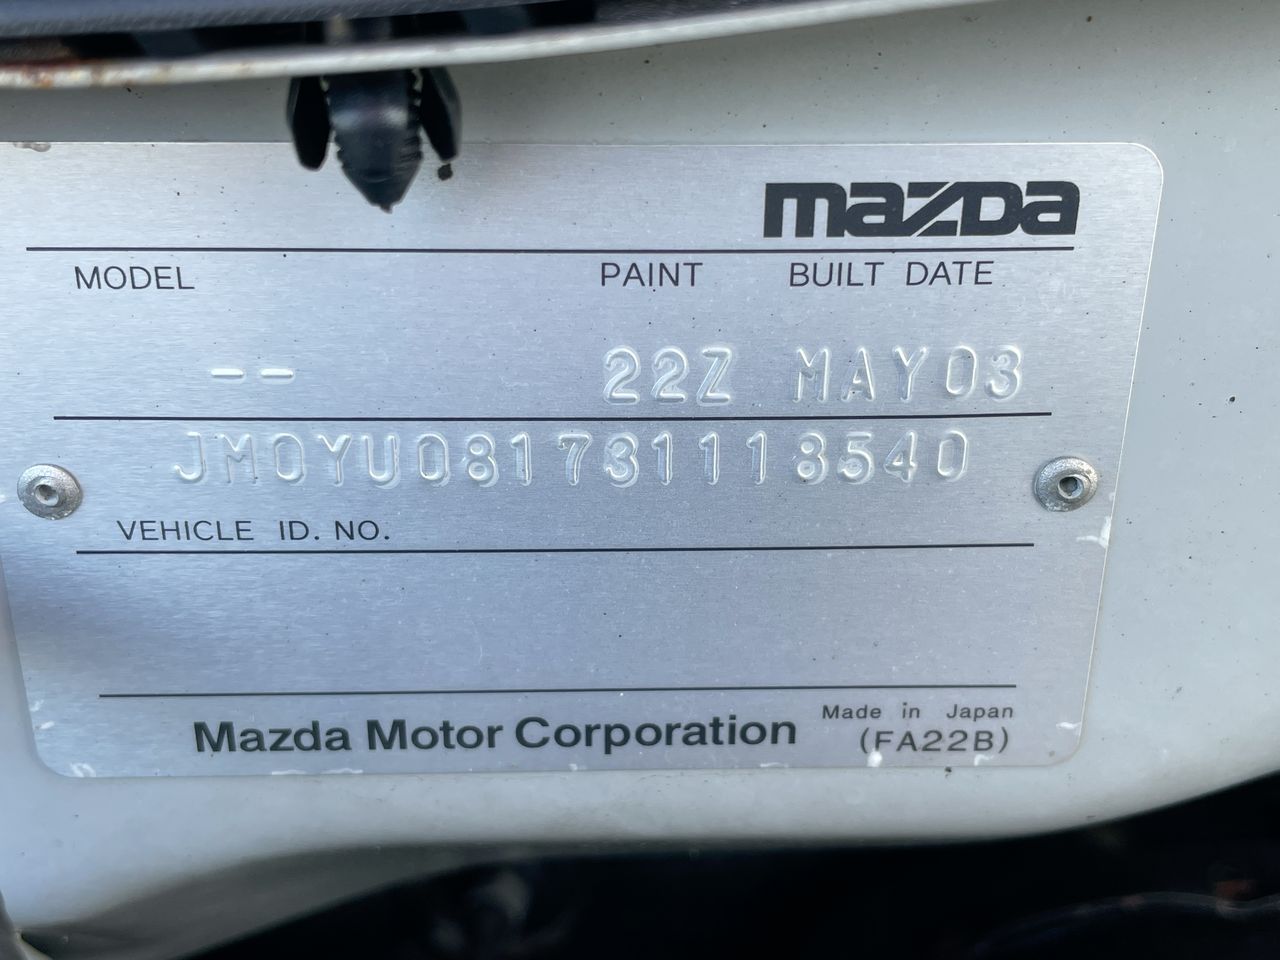 mazda
MODEL PAINT BUILT DATE
-- 22Z MAY03
JM0YU081731118540
VEHICLE ID. NO.
Mazda Motor Corporation Made in Japan
(FA22B)